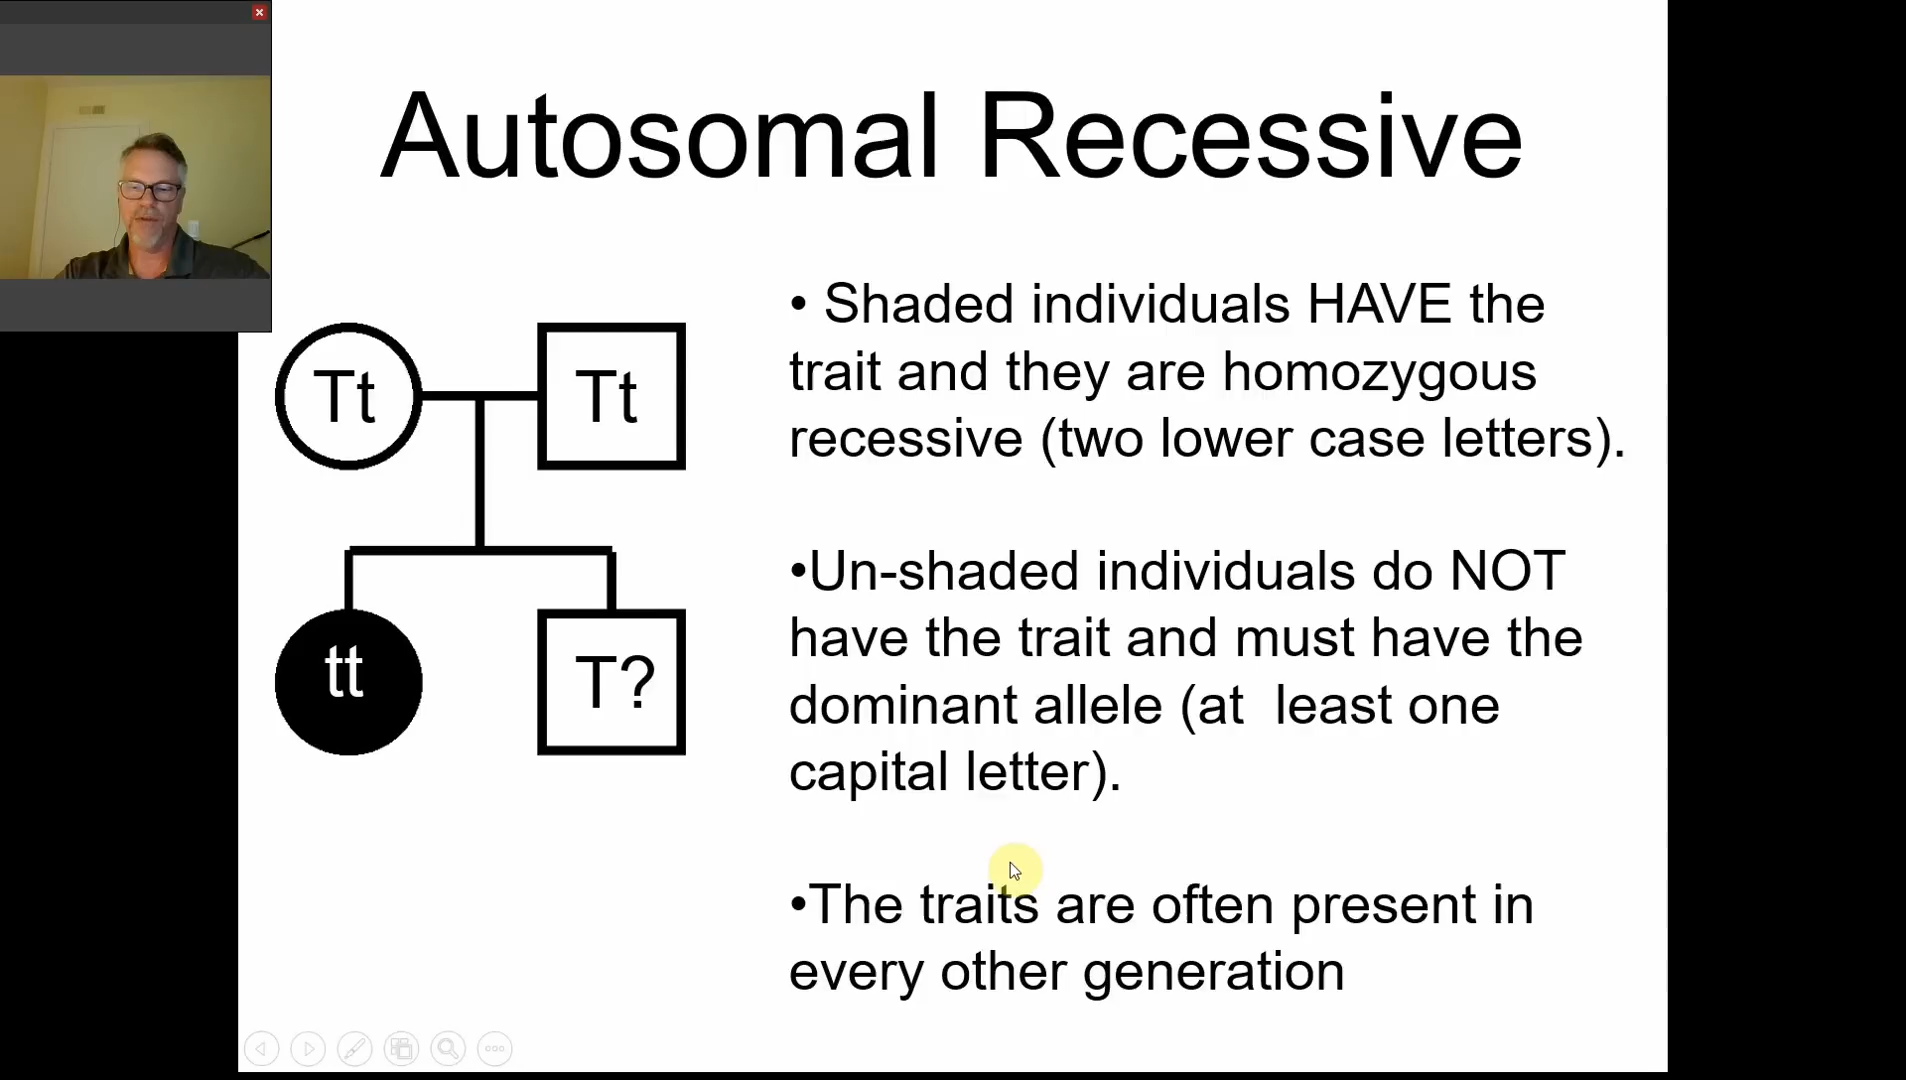 Autosomal Recessive
Tt
Tt
tt
T?
• Shaded individuals HAVE the
trait and they are homozygous
recessive (two lower case letters).
•Un-shaded individuals do NOT
have the trait and must have the
dominant allele (at  least one
capital letter).
•The traits are often present in
every other generation